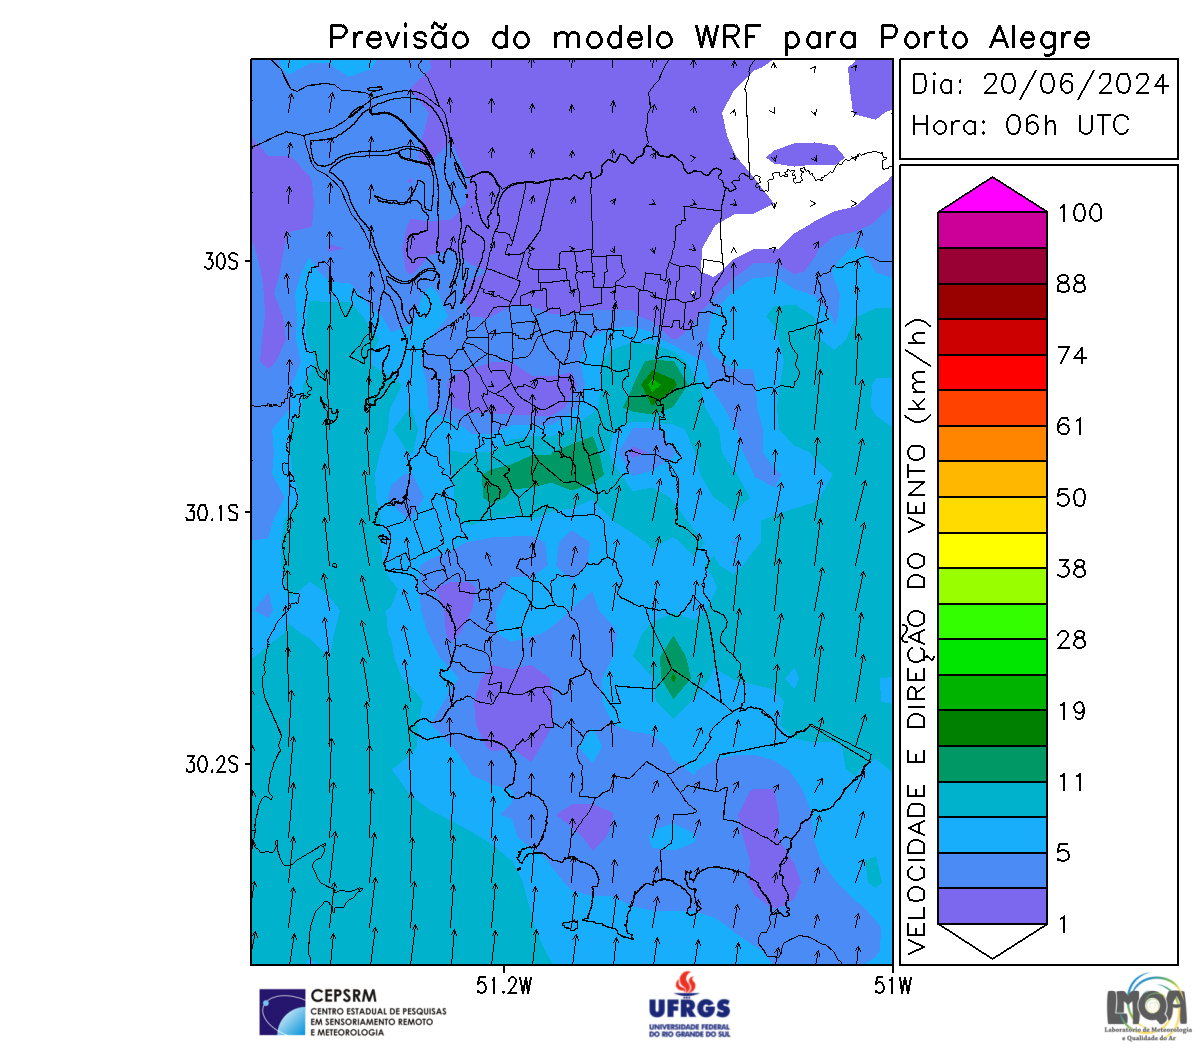 Previsão do modelo WRF para Porto Alegre
Dia: 20/06/2024
Hora: 06h UTC
30S
30.1S
30.2S
51.2W
51W
VELOCIDADE E DIREÇÃO DO VENTO (km/h)
100
88
74
61
50
38
28
19
11
5
1
CEPSRM
CENTRO ESTADUAL DE PESQUISAS
EM SENSORIAMENTO REMOTO
E METEOROLOGIA
UFRGS
UNIVERSIDADE FEDERAL
DO RIO GRANDE DO SUL
LMQA
Laboratório de Meteorologia
e Qualidade do Ar